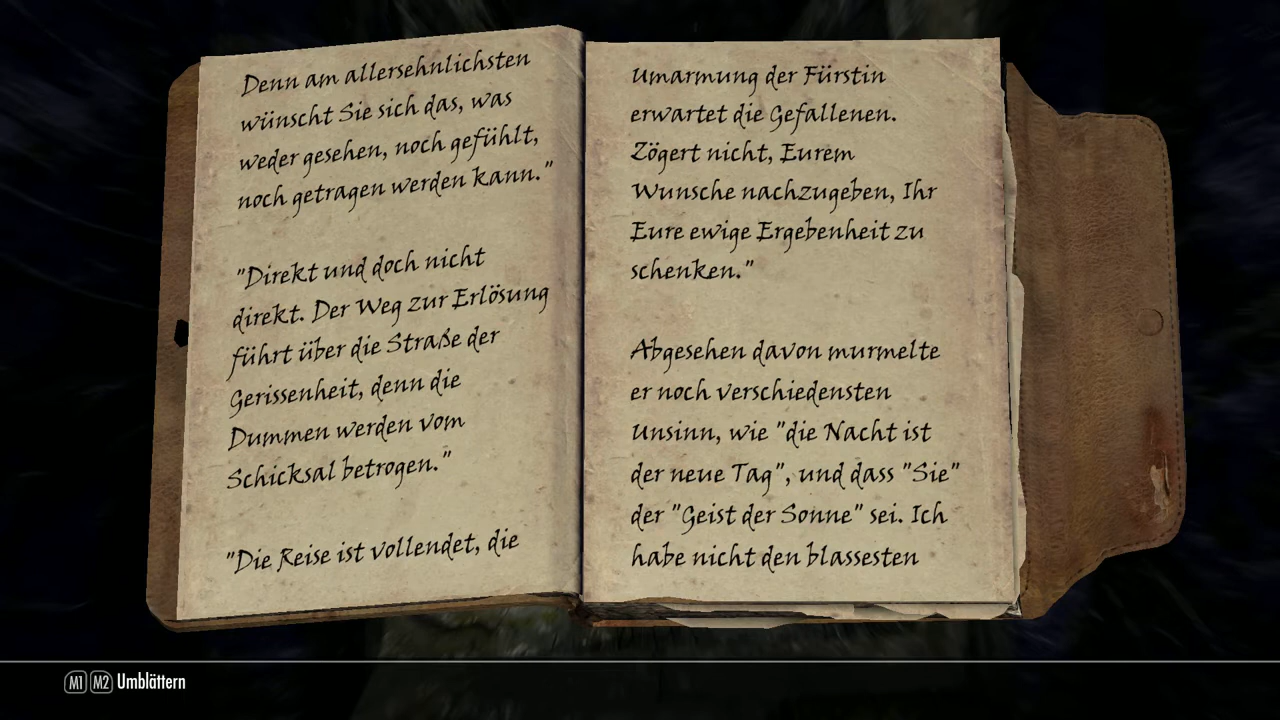 Denn am allersehnlichsten
wünscht Sie sich das, was
weder gesehen, noch gefühlt,
noch getragen werden kann."
"Direkt und doch nicht
direkt. Der Weg zur Erlösung
führt über die Straße der
Gerissenheit, denn die
Dummen werden vom
Schicksal betrogen."
"Die Reise ist vollendet, die
Umarmung der Fürstin
erwartet die Gefallenen.
Zögert nicht, Eurem
Wunsche nachzugeben, Ihr
Eure ewige Ergebenheit zu
schenken."
Abgesehen davon murmelte
er noch verschiedensten
Unsinn, wie "die Nacht ist
der neue Tag", und dass "Sie"
der "Geist der Sonne" sei. Ich
habe nicht den blassesten
M1 M2 Umblättern